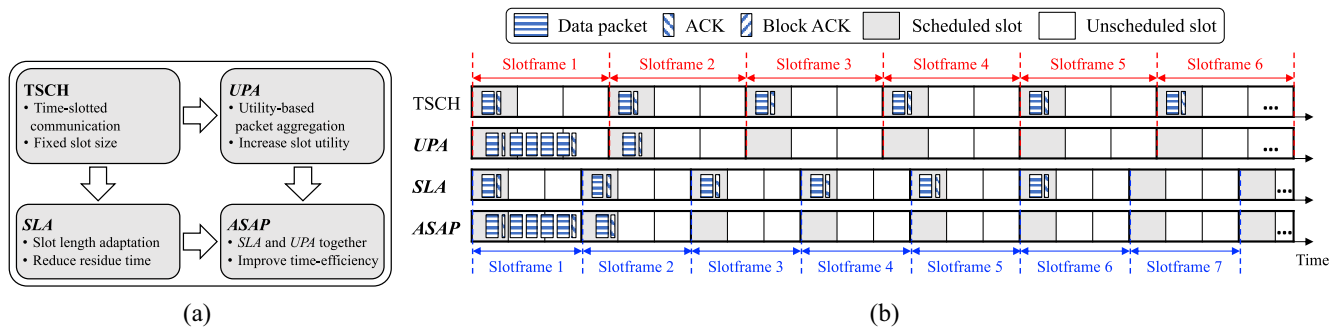 TSCH
• Time-slotted
communication
• Fixed slot size
UPA
• Utility-based
packet aggregation
• Increase slot utility
SLA
• Slot length adaptation
• Reduce residue time
ASAP
• SLA and UPA together
• Improve time-efficiency
(a)
Data packet ACK Block ACK Scheduled slot Unscheduled slot
Slotframe 1 Slotframe 2 Slotframe 3 Slotframe 4 Slotframe 5 Slotframe 6
TSCH ...
UPA ...
SLA ...
ASAP ...
Slotframe 1 Slotframe 2 Slotframe 3 Slotframe 4 Slotframe 5 Slotframe 6 Slotframe 7 Time
(b)